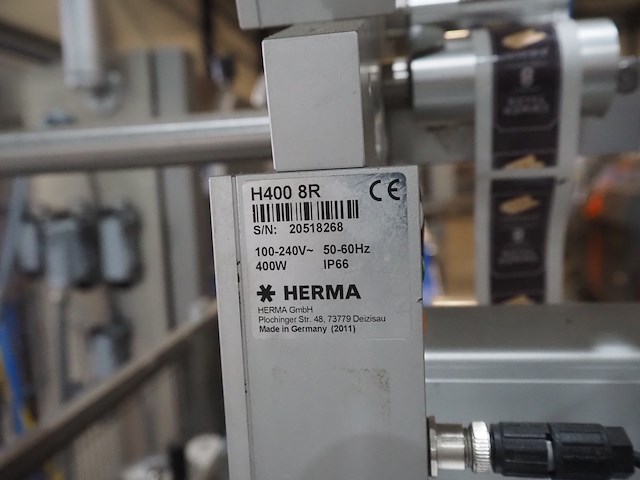 H400 8R
CE
S/N: 20518268
100-240V~ 50-60Hz
400W IP66
HERMA
HERMA GmbH
Plochinger Str. 48, 73779 Deizisau
Made in Germany (2011)